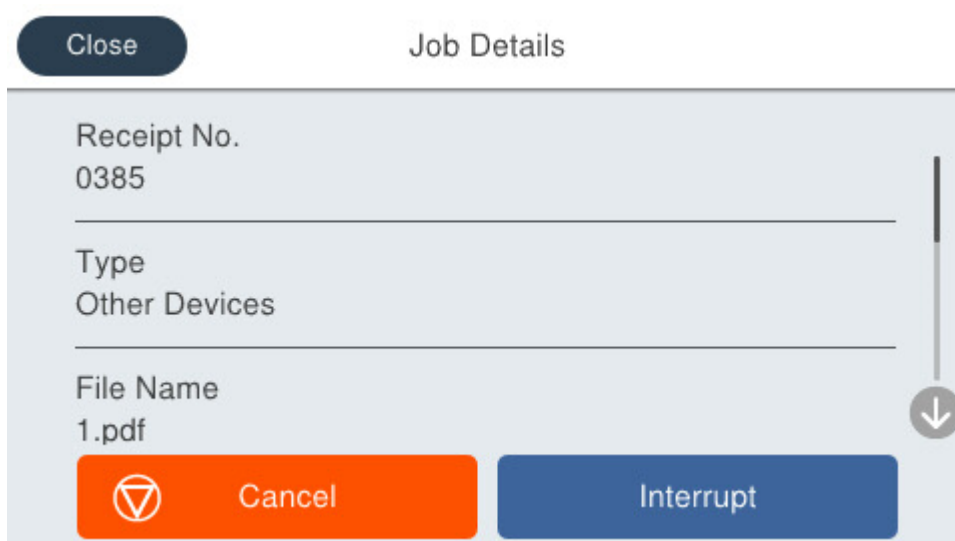 Close
Job Details
Receipt No.
0385
Type
Other Devices
File Name
1.pdf
Cancel
Interrupt